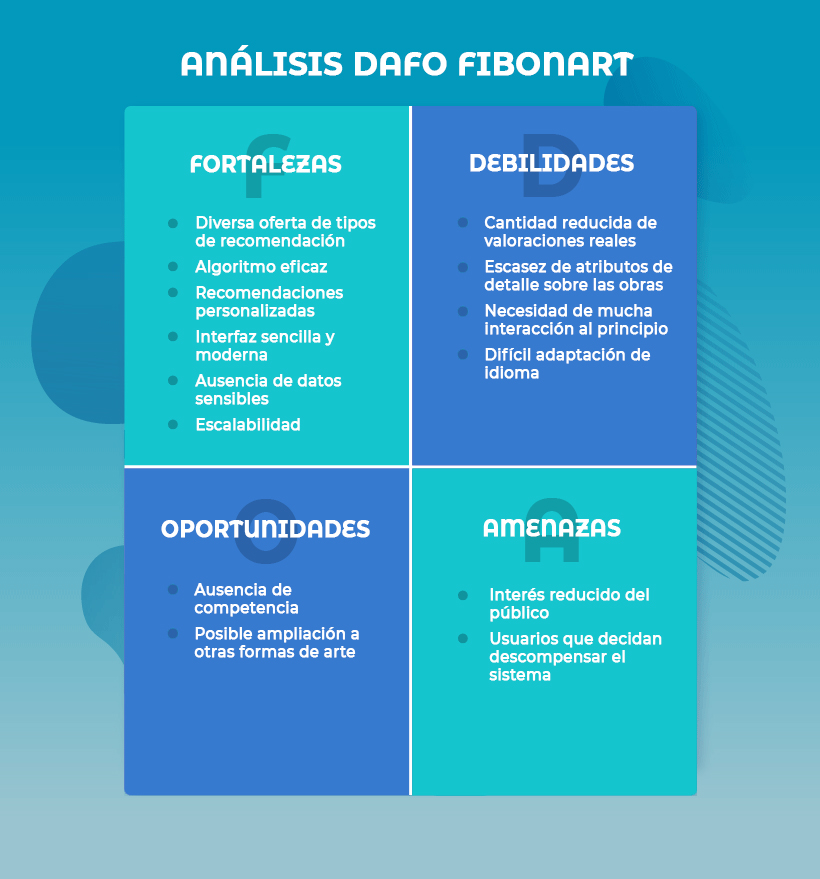 ANÁLISIS DAFO FIBONART
F
FORTALEZAS
Diversa oferta de tipos
de recomendación
Algoritmo eficaz
Recomendaciones
personalizadas
Interfaz sencilla y
moderna
Ausencia de datos
sensibles
Escalabilidad
D
DEBILIDADES
Cantidad reducida de
valoraciones reales
Escasez de atributos de
detalle sobre las obras
Necesidad de mucha
interacción al principio
Difícil adaptación de
idioma
O
OPORTUNIDADES
Ausencia de
competencia
Posible ampliación a
otras formas de arte
A
AMENAZAS
Interés reducido del
público
Usuarios que decidan
descompensar el
sistema